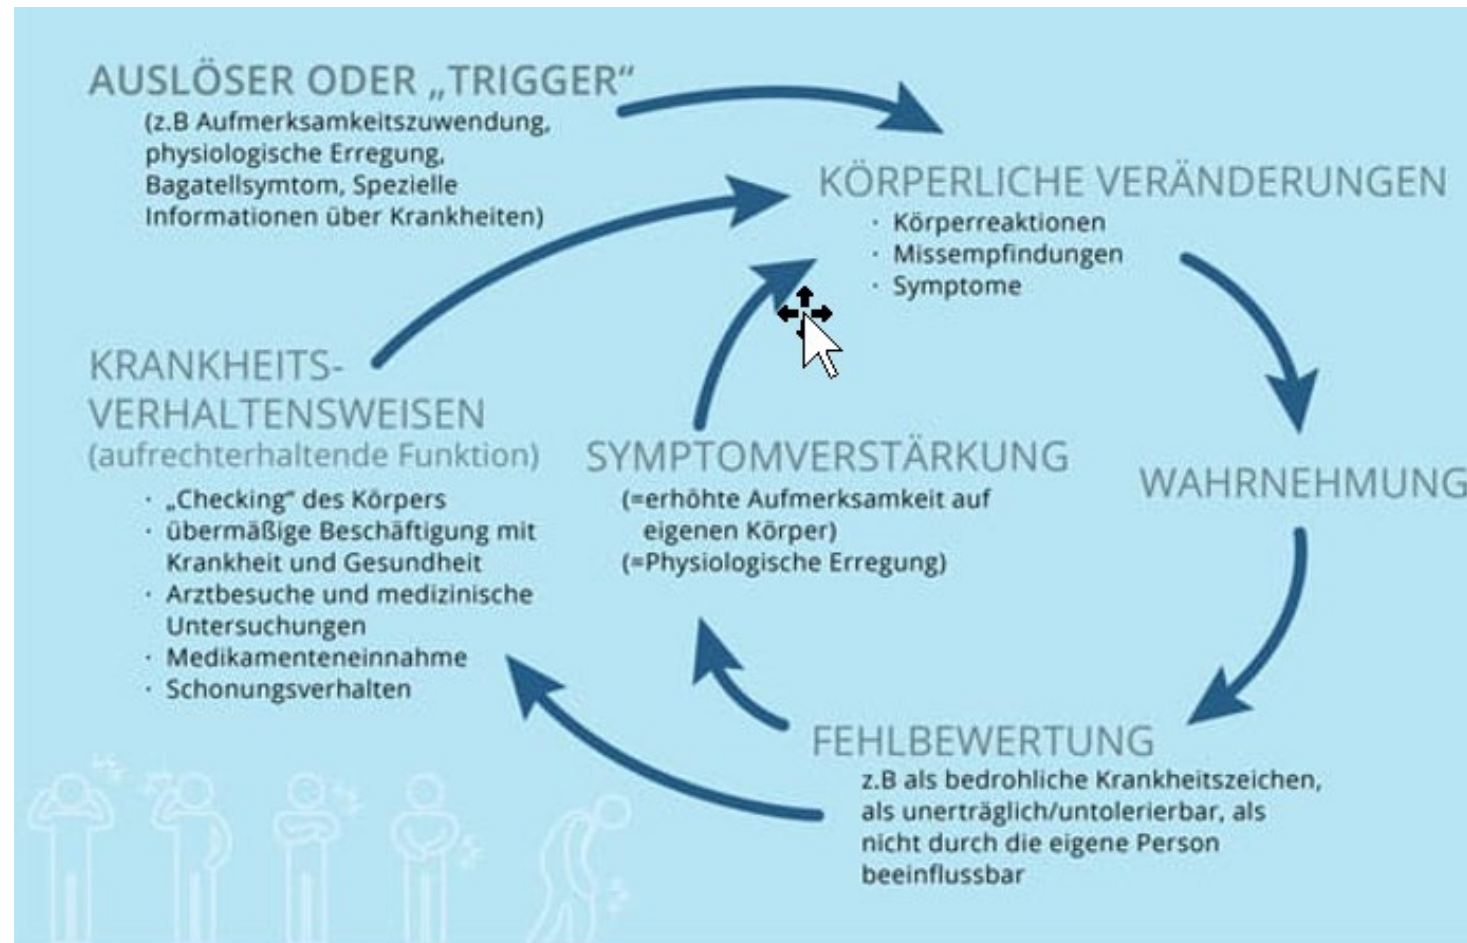 AUSLÖSER ODER „TRIGGER“
(z.B Aufmerksamkeitszuwendung,
physiologische Erregung,
Bagatellsymtom, Spezielle
Informationen über Krankheiten)
KÖRPERLICHE VERÄNDERUNGEN
· Körperreaktionen
· Missempfindungen
· Symptome
WAHRNEHMUNG
FEHLBEWERTUNG
z.B als bedrohliche Krankheitszeichen,
als unerträglich/untolerierbar, als
nicht durch die eigene Person
beeinflussbar
SYMPTOMVERSTÄRKUNG
(=erhöhte Aufmerksamkeit auf
eigenen Körper)
(=Physiologische Erregung)
KRANKHEITS-
VERHALTENSWEISEN
(aufrechterhaltende Funktion)
· „Checking“ des Körpers
· übermäßige Beschäftigung mit
Krankheit und Gesundheit
· Arztbesuche und medizinische
Untersuchungen
· Medikamenteneinnahme
· Schonungsverhalten